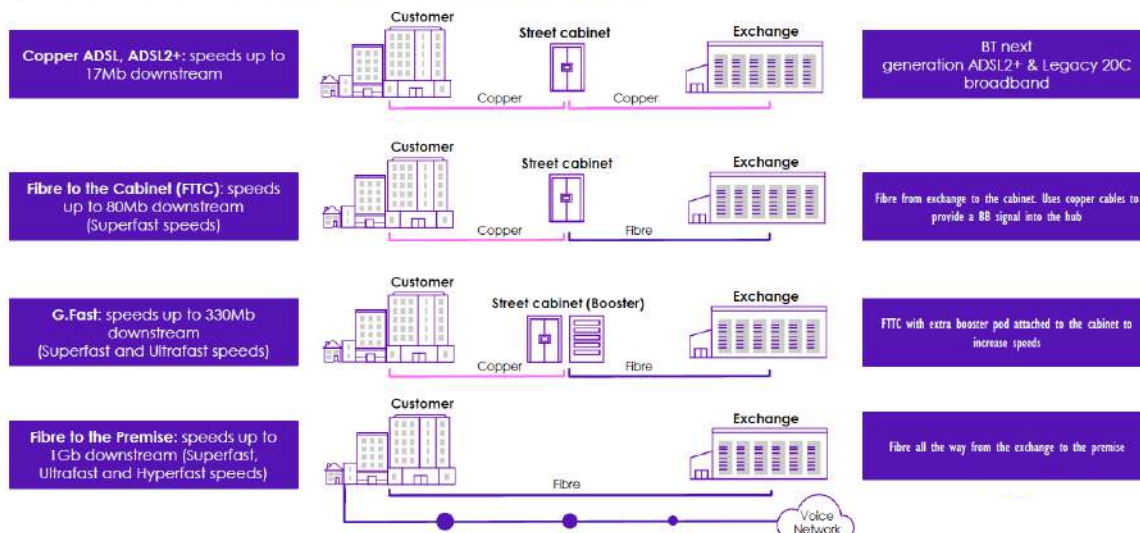 Customer
Street cabinet
Exchange
Copper ADSL, ADSL2+: speeds up to
17Mb downstream
Copper
Copper
BT next
generation ADSL2+ & Legacy 20C
broadband
Customer
Street cabinet
Exchange
Fibre to the Cabinet (FTTC): speeds
up to 80Mb downstream
(Superfast speeds)
Copper
Fibre
Fibre from exchange to the cabinet. Uses copper cables to
provide a BB signal into the hub
Customer
Street cabinet (Booster)
Exchange
G.Fast: speeds up to 330Mb
downstream
(Superfast and Ultrafast speeds)
Copper
Fibre
FTTC with extra booster pod attached to the cabinet to
increase speeds
Customer
Exchange
Fibre to the Premise: speeds up to
1Gb downstream (Superfast,
Ultrafast and Hyperfast speeds)
Fibre
Fibre all the way from the exchange to the premise
Voice
Network